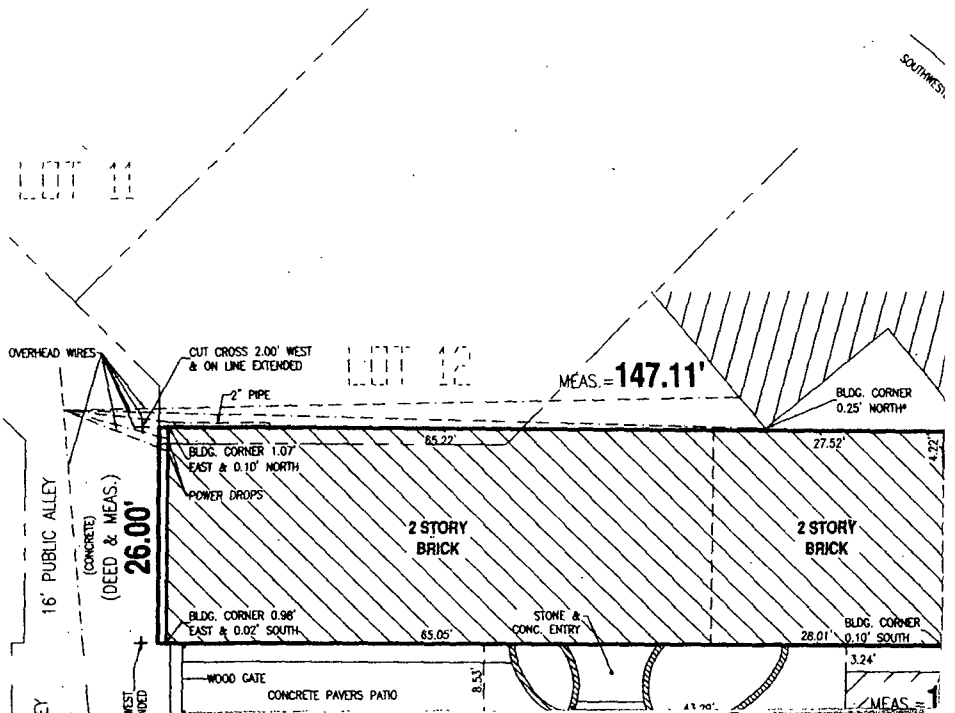 SOUTHWEST
LOT 11
OVERHEAD WIRES
CUT CROSS 2.00' WEST
& ON LINE EXTENDED
LOT 12
MEAS.=147.11'
2" PIPE
BLDG. CORNER
0.25' NORTH*
65.22'
27.52'
4.22'
BLDG. CORNER 1.07'
EAST & 0.10' NORTH
POWER DROPS
16' PUBLIC ALLEY
(CONCRETE)
(DEED & MEAS.)
26.00'
2 STORY
BRICK
2 STORY
BRICK
BLDG. CORNER 0.98'
EAST & 0.02' SOUTH
65.05'
STONE &
CONC. ENTRY
28.01'
BLDG. CORNER
0.10' SOUTH
3.24'
WOOD GATE
CONCRETE PAVERS PATIO
8.53'
43.29'
MEAS.=1